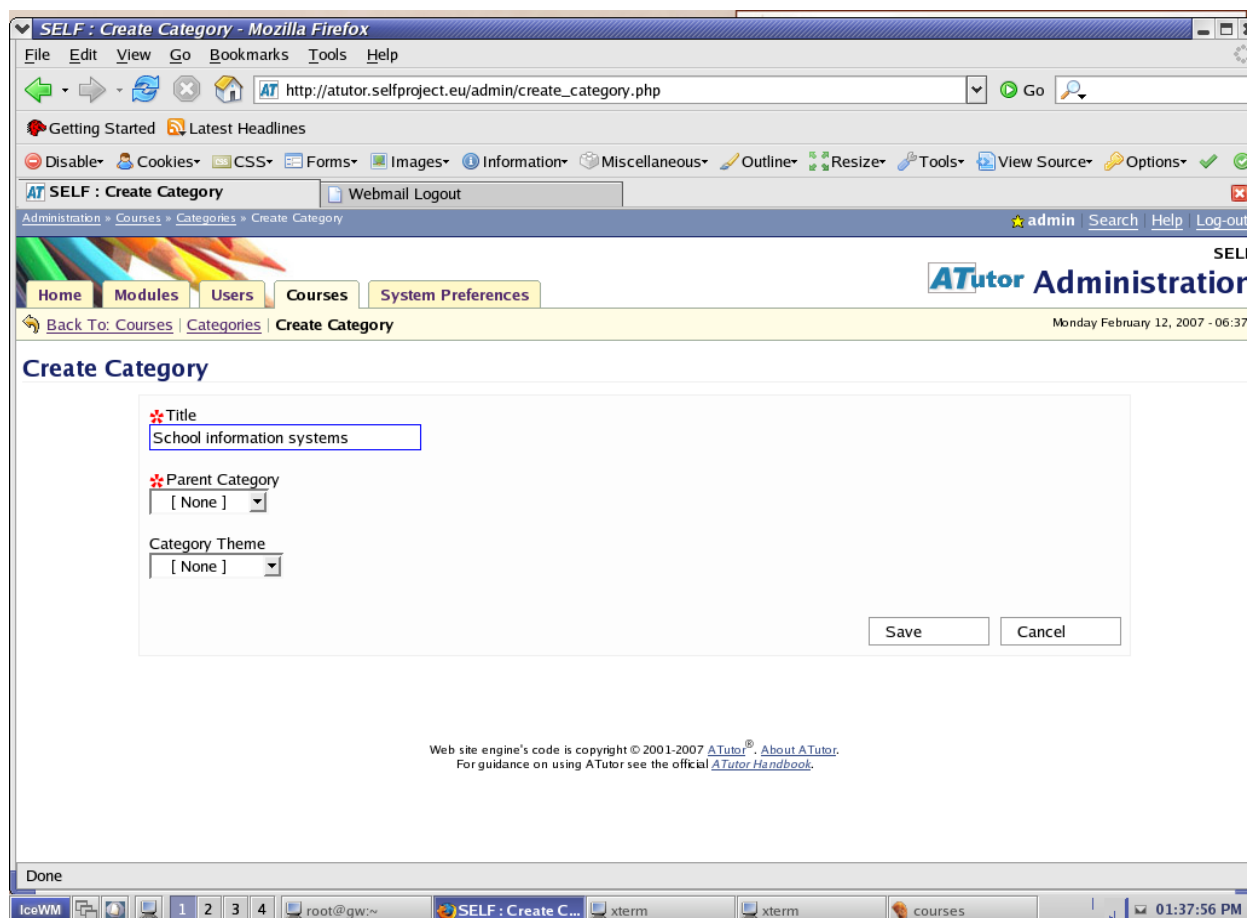 SELF : Create Category - Mozilla Firefox
File Edit View Go Bookmarks Tools Help
AT http://atutor.selfproject.eu/admin/create_category.php Go
Getting Started Latest Headlines
Disable Cookies CSS Forms Images Information Miscellaneous Outline Resize Tools View Source Options
AT SELF : Create Category Webmail Logout
Administration » Courses » Categories » Create Category admin | Search | Help | Log-out
SELF
Home Modules Users Courses System Preferences ATutor Administration
Back To: Courses | Categories | Create Category Monday February 12, 2007 - 06:37
Create Category
Title
School information systems
Parent Category
[ None ]
Category Theme
[ None ]
Save Cancel
Web site engine's code is copyright © 2001-2007 ATutor®. About ATutor.
For guidance on using ATutor see the official ATutor Handbook.
Done
IceWM 1 2 3 4 root@gw:~ SELF : Create C... xterm xterm courses 01:37:56 PM